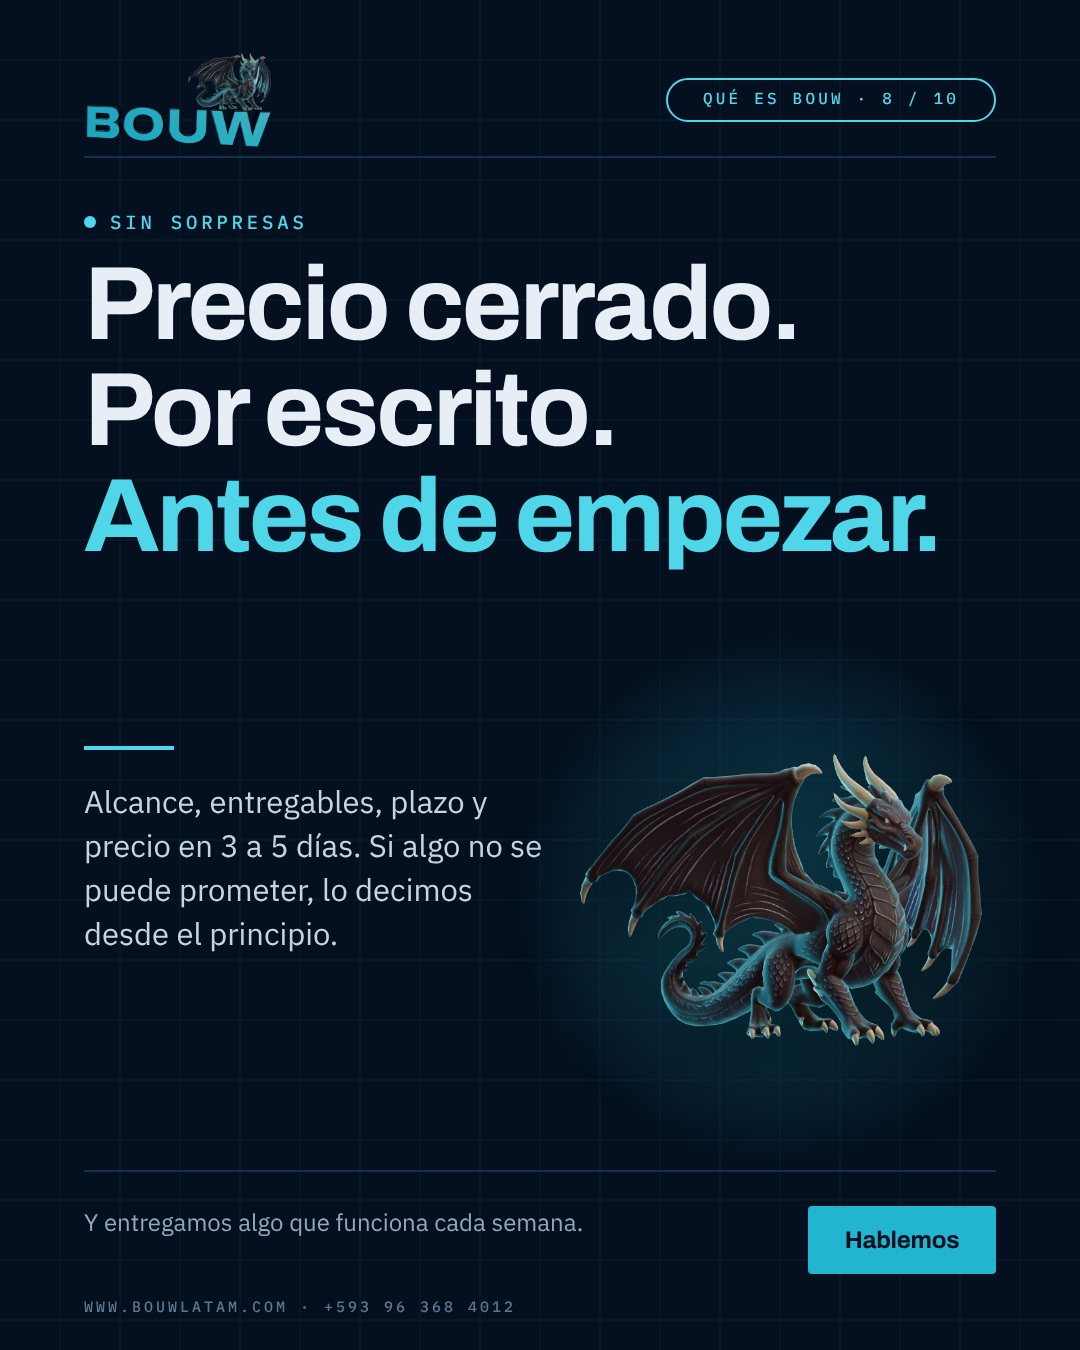 BOUW
QUÉ ES BOUW · 8 / 10
SIN SORPRESAS
Precio cerrado.
Por escrito.
Antes de empezar.
Alcance, entregables, plazo y
precio en 3 a 5 días. Si algo no se
puede prometer, lo decimos
desde el principio.
Y entregamos algo que funciona cada semana.
Hablemos
WWW.BOUWLATAM.COM · +593 96 368 4012